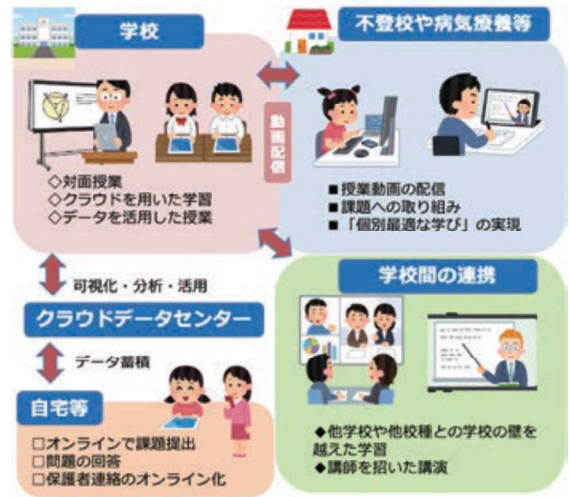 学校
不登校や病気療養等
動画配信
◇対面授業
◇クラウドを用いた学習
◇データを活用した授業
■授業動画の配信
■課題への取り組み
■「個別最適な学び」の実現
可視化・分析・活用
クラウドデータセンター
データ蓄積
自宅等
□オンラインで課題提出
□問題の回答
□保護者連絡のオンライン化
学校間の連携
◆他学校や他校種との学校の壁を
越えた学習
◆講師を招いた講演